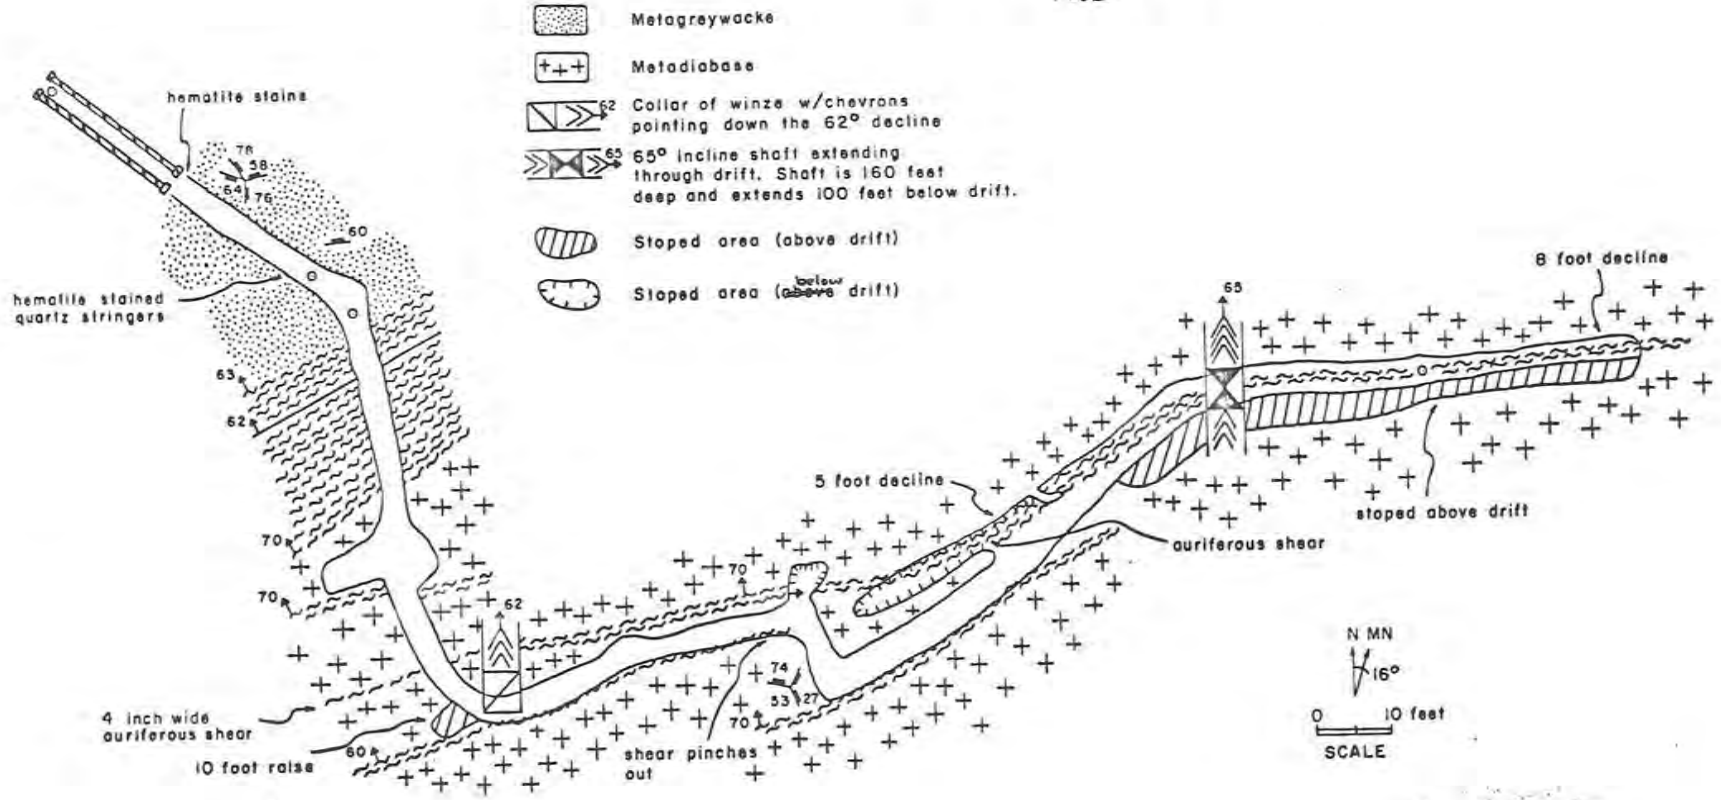 Metagreywacke
Metadiabase
62
Collar of winze w/chevrons
pointing down the 62° decline
65
65° incline shaft extending
through drift. Shaft is 160 feet
deep and extends 100 feet below drift.
Stoped area (above drift)
below
Stoped area (above drift)
hematite stains
78
58
64
76
60
hematite stained
quartz stringers
63
62
70
70
62
4 inch wide
auriferous shear
10 foot raise
60
70
shear pinches
out
74
53
27
70
5 foot decline
auriferous shear
65
8 foot decline
stoped above drift
N MN
16°
0 10 feet
SCALE